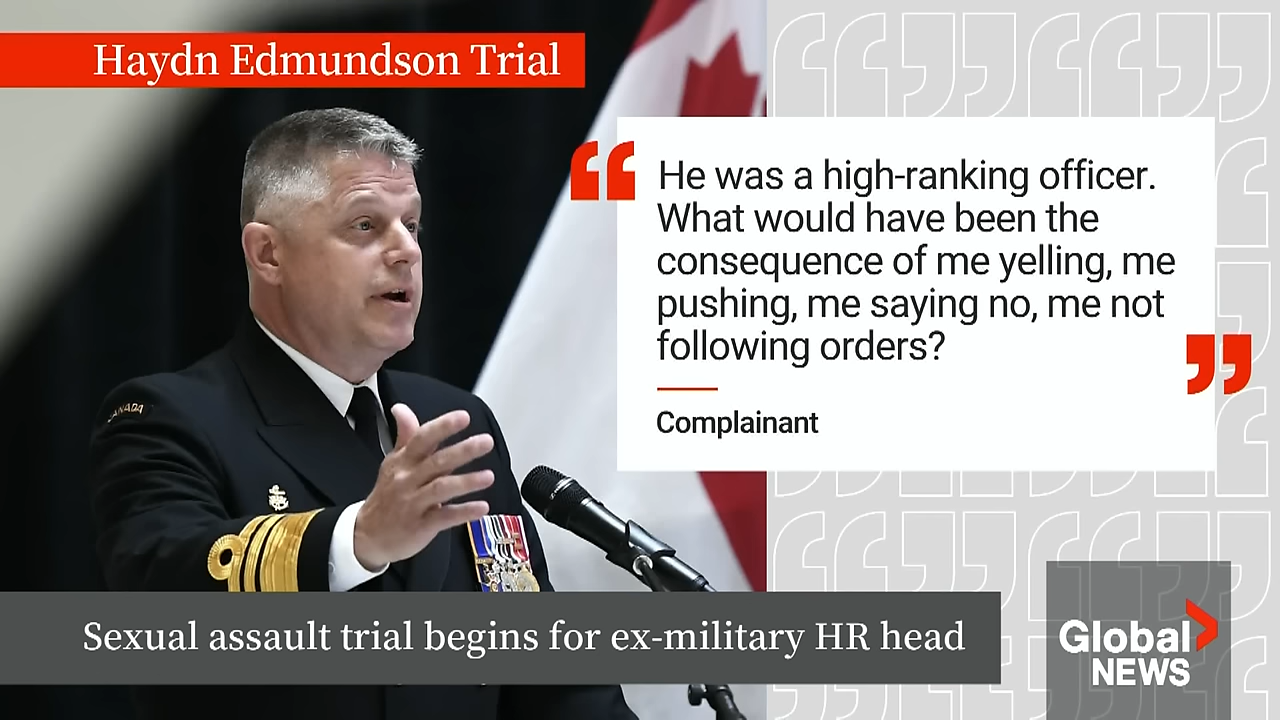 Haydn Edmundson Trial
“
He was a high-ranking officer.
What would have been the
consequence of me yelling, me
pushing, me saying no, me not
following orders?
”
Complainant
CANADA
Sexual assault trial begins for ex-military HR head
Global
NEWS